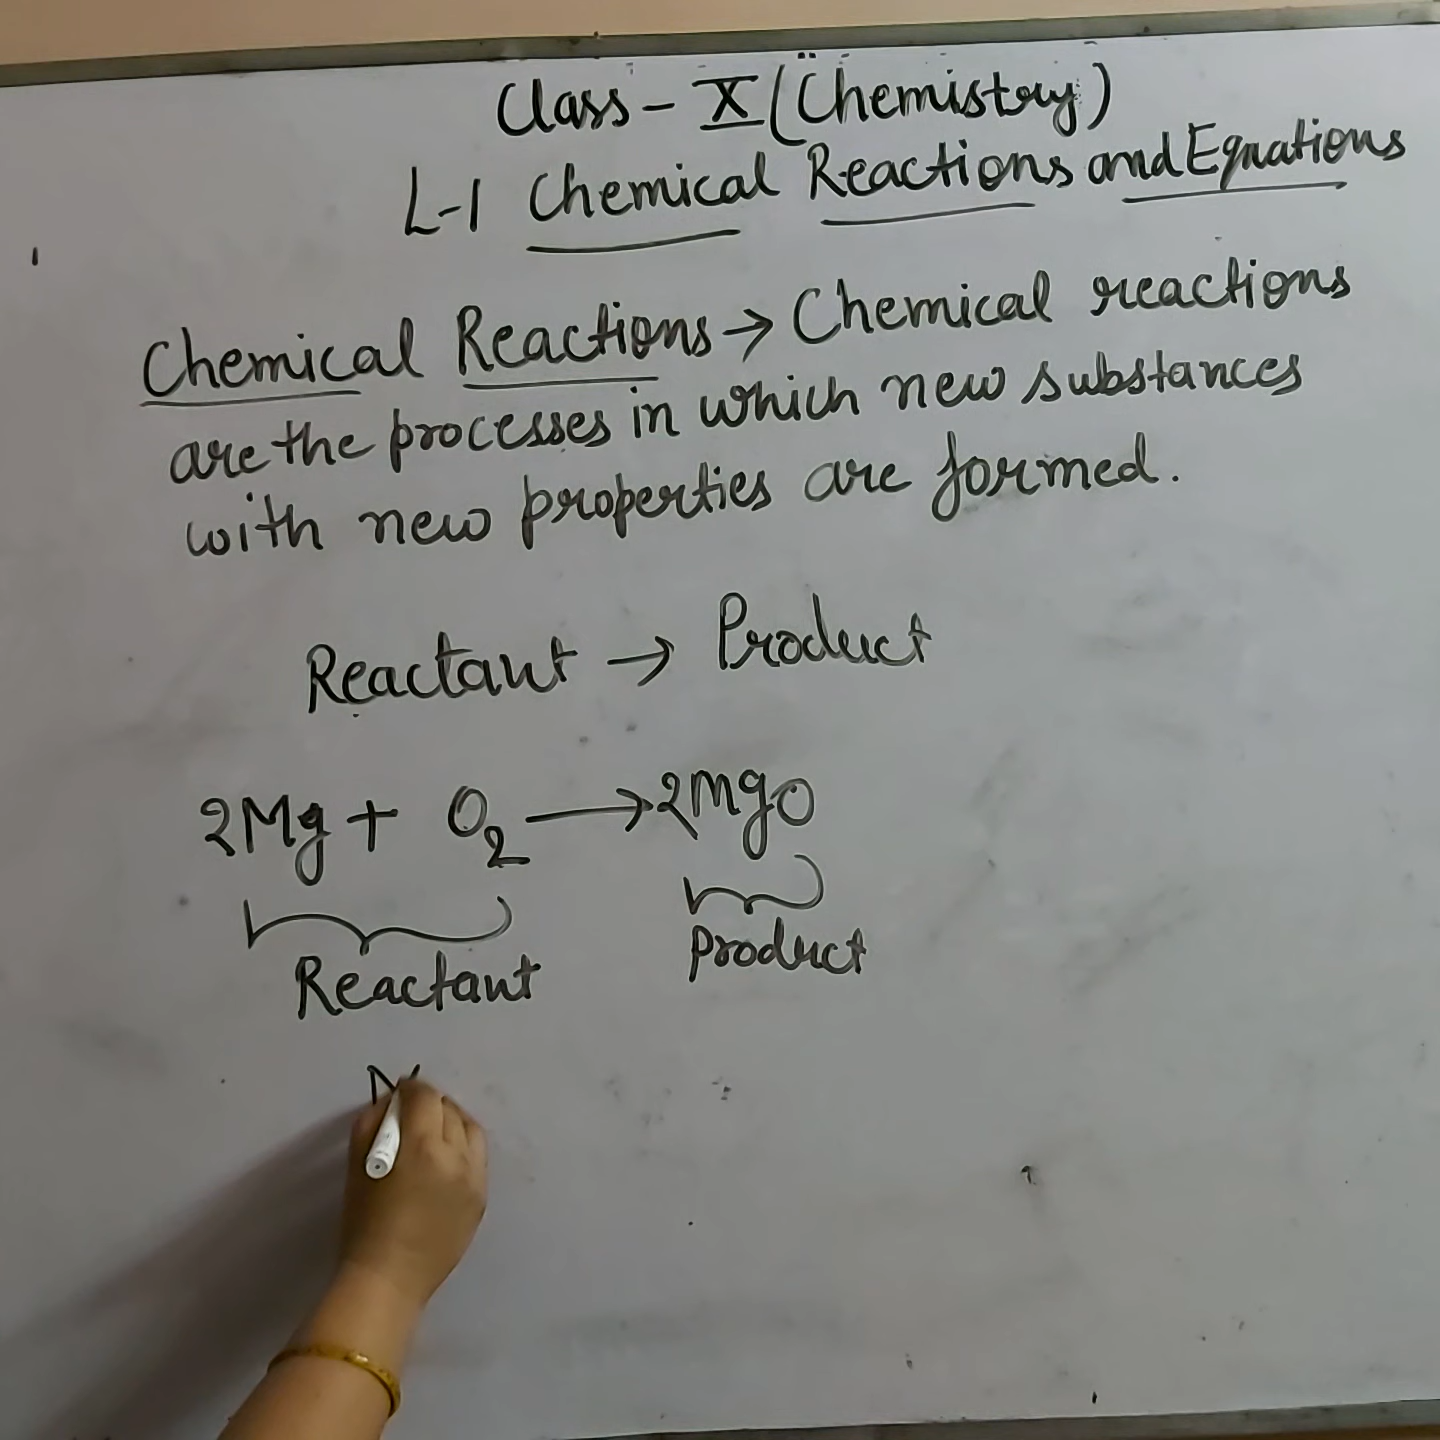 Class - X (Chemistry)
L-1 Chemical Reactions and Equations
Chemical Reactions → Chemical reactions
are the processes in which new substances
with new properties are formed.
Reactant → Product
2Mg + O₂ → 2MgO
Reactant Product